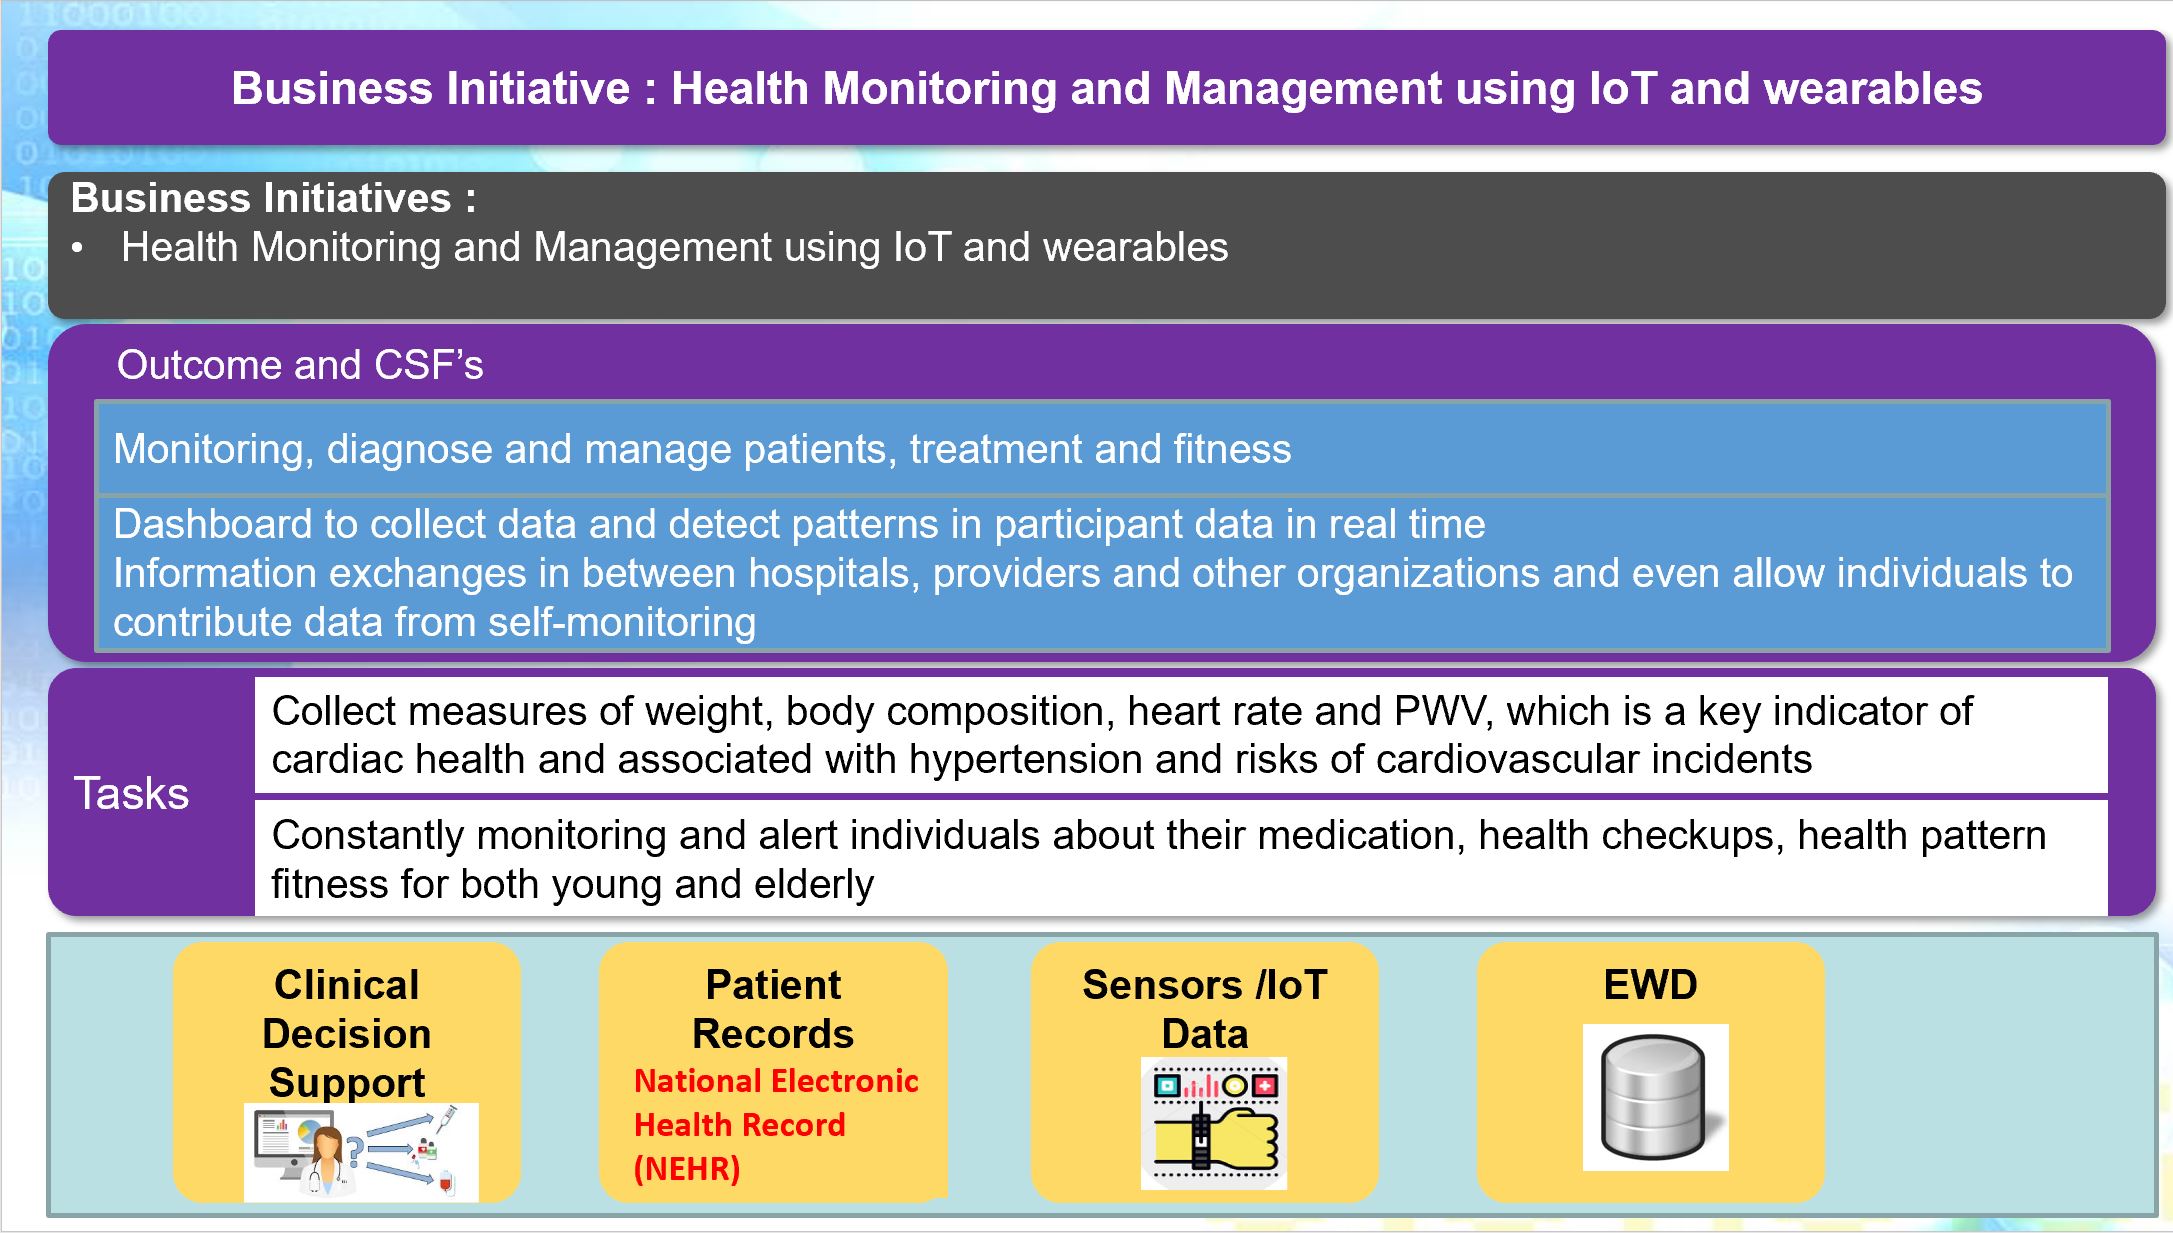 Business Initiative : Health Monitoring and Management using IoT and wearables
Business Initiatives :
• Health Monitoring and Management using IoT and wearables
Outcome and CSF’s
Monitoring, diagnose and manage patients, treatment and fitness
Dashboard to collect data and detect patterns in participant data in real time
Information exchanges in between hospitals, providers and other organizations and even allow individuals to
contribute data from self-monitoring
Tasks
Collect measures of weight, body composition, heart rate and PWV, which is a key indicator of
cardiac health and associated with hypertension and risks of cardiovascular incidents
Constantly monitoring and alert individuals about their medication, health checkups, health pattern
fitness for both young and elderly
Clinical
Decision
Support
?
Patient
Records
National Electronic
Health Record
(NEHR)
Sensors /IoT
Data
EWD